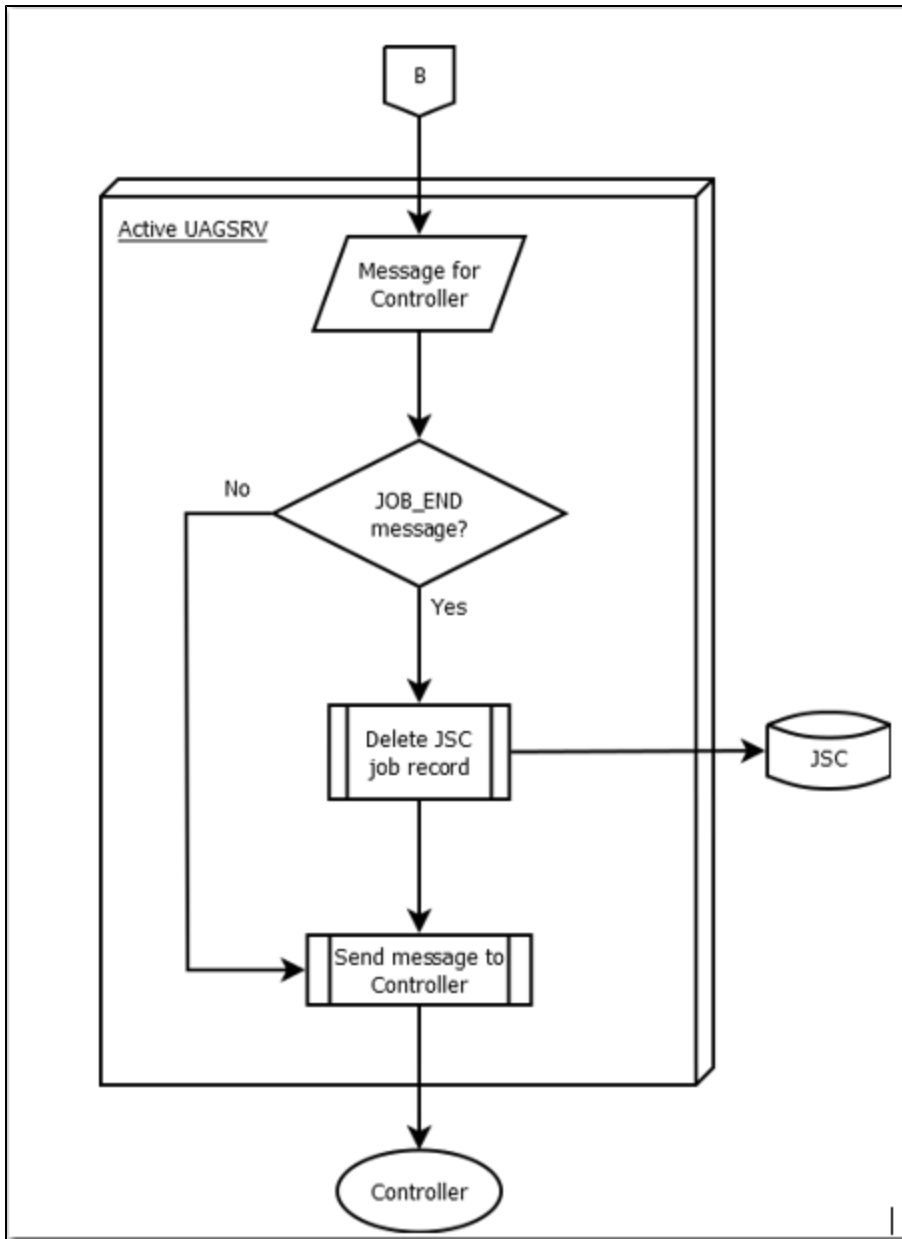 B
Active UAGSRV
Message for
Controller
No
JOB_END
message?
Yes
Delete JSC
job record
JSC
Send message to
Controller
Controller